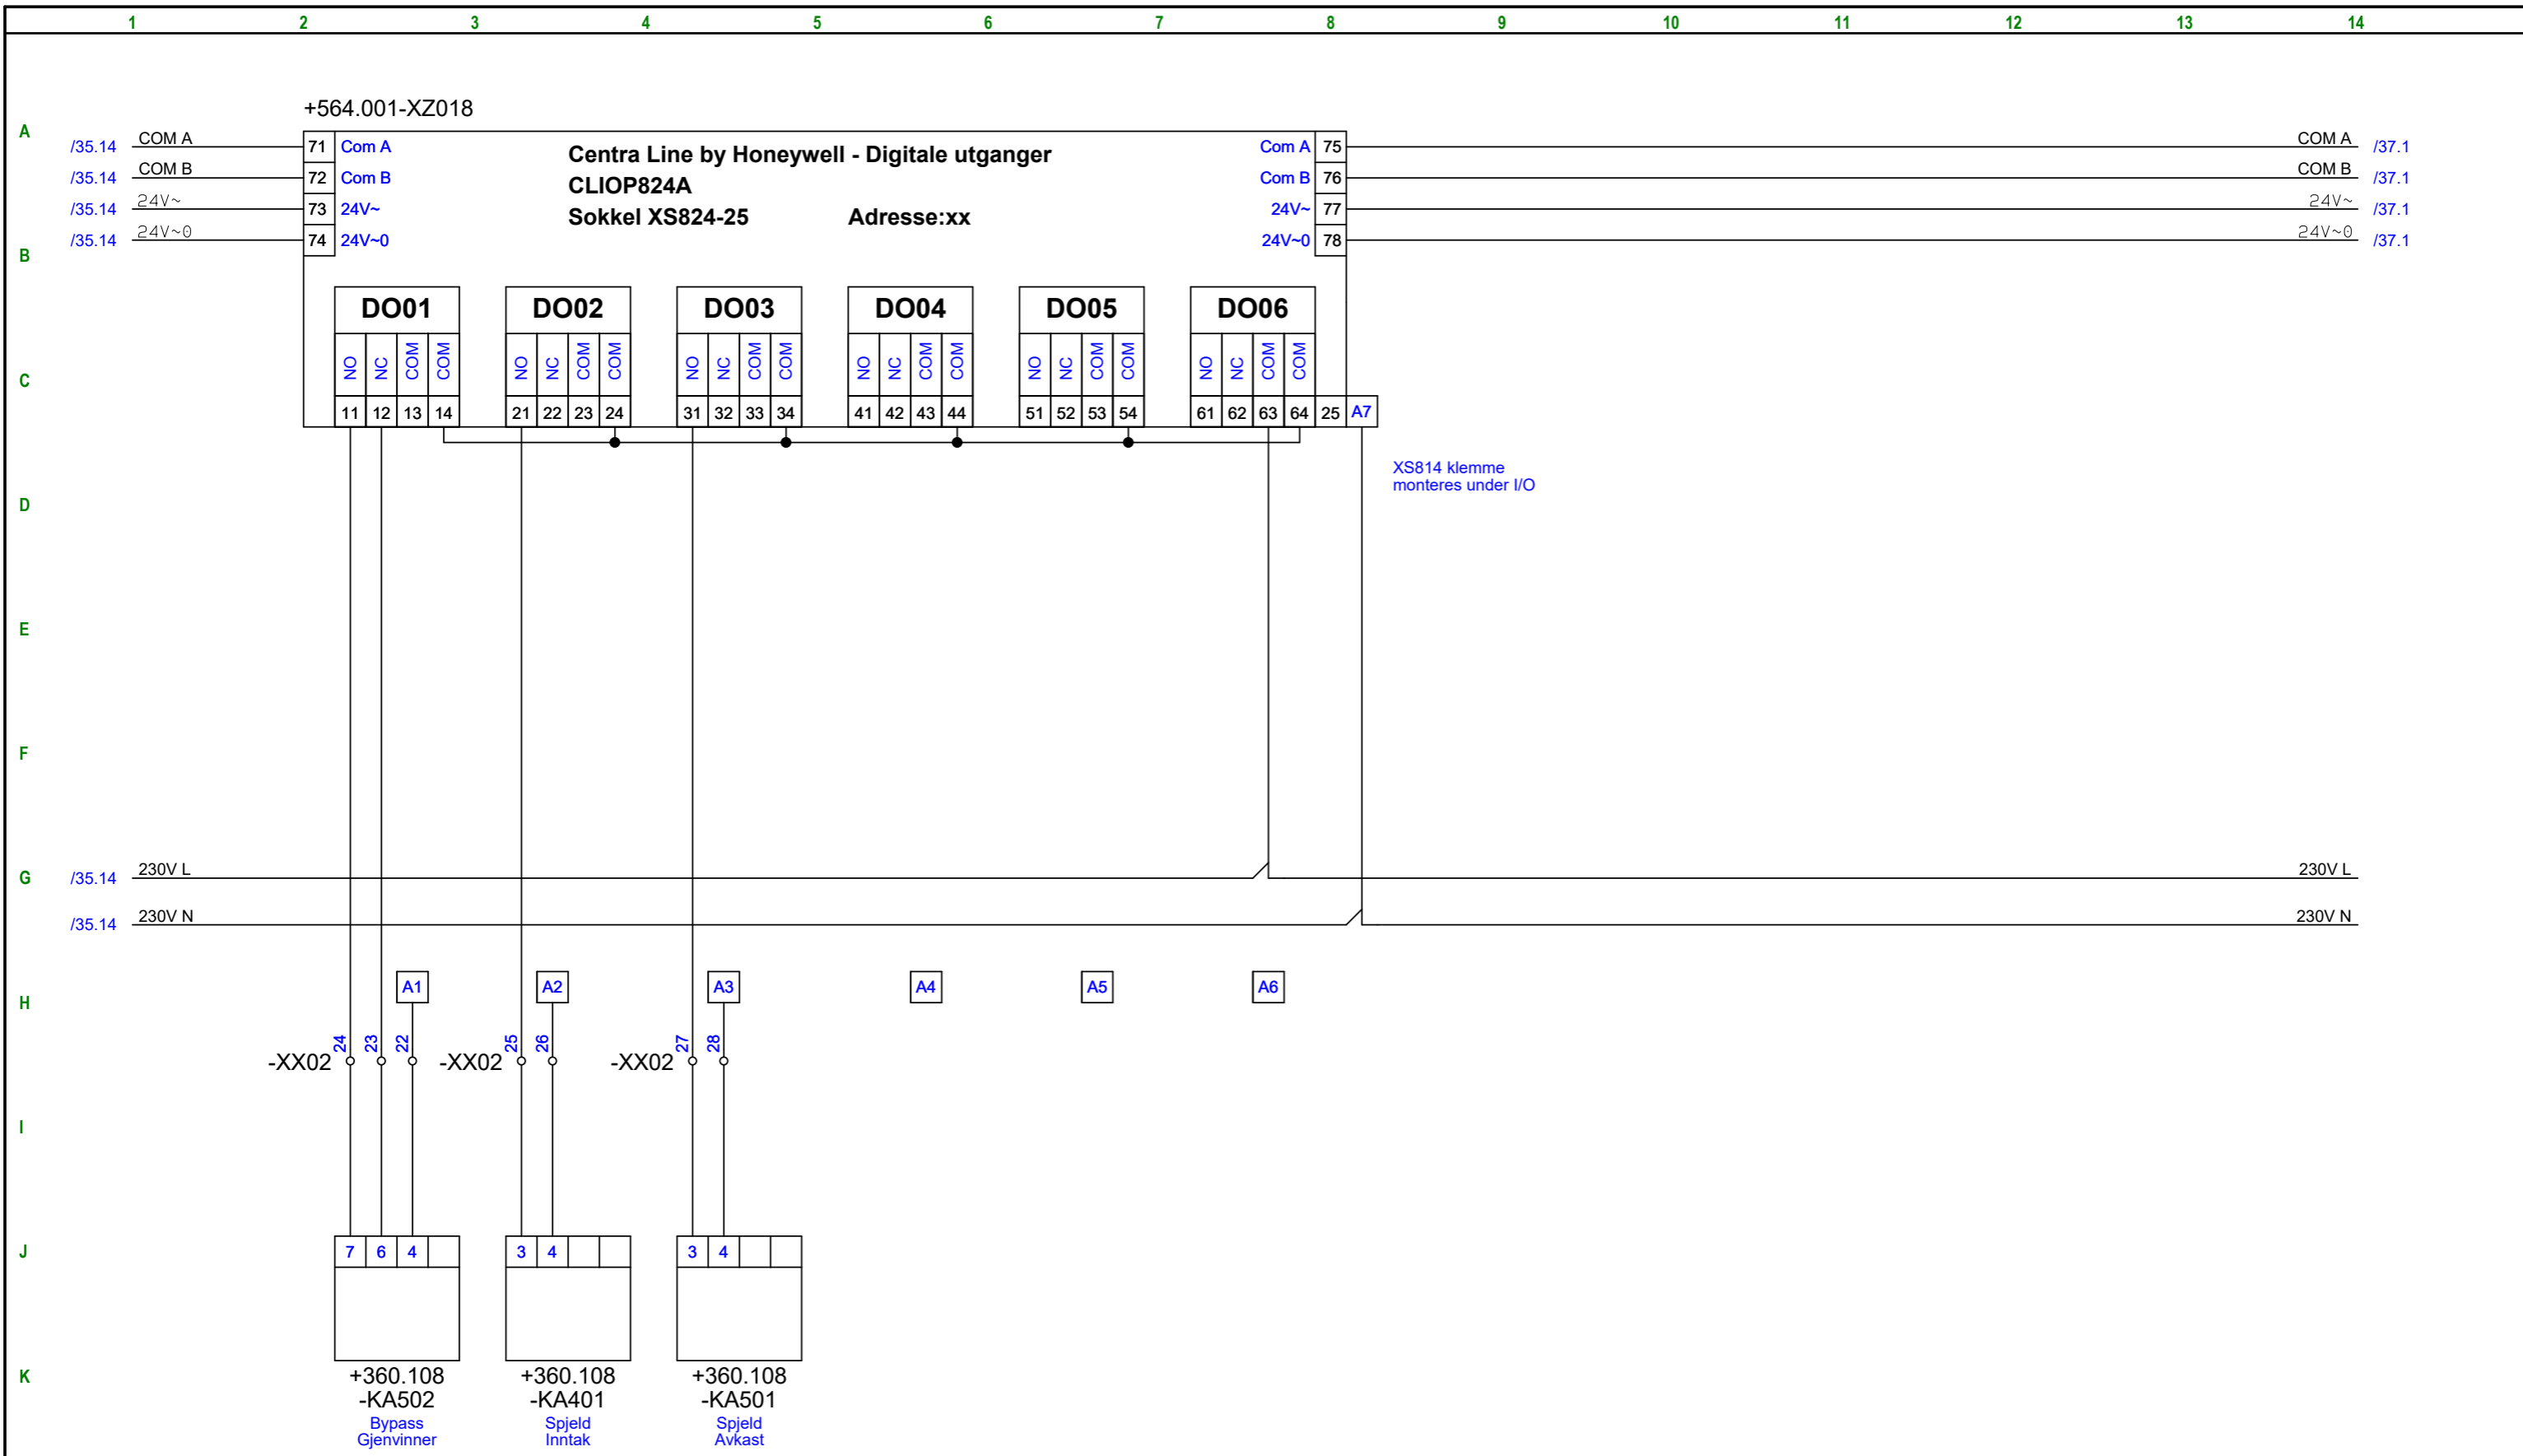 1 2 3 4 5 6 7 8 9 10 11 12 13 14
+564.001-XZ018
A
/35.14 COM A 71 Com A Centra Line by Honeywell - Digitale utganger Com A 75 COM A /37.1
/35.14 COM B 72 Com B CLIOP824A Com B 76 COM B /37.1
/35.14 24V~ 73 24V~ Sokkel XS824-25 Adresse:xx 24V~ 77 24V~ /37.1
/35.14 24V~0 74 24V~0 24V~0 78 24V~0 /37.1
B
DO01 DO02 DO03 DO04 DO05 DO06
NO NC COM COM NO NC COM COM NO NC COM COM NO NC COM COM NO NC COM COM NO NC COM COM
C
11 12 13 14 21 22 23 24 31 32 33 34 41 42 43 44 51 52 53 54 61 62 63 64 25 A7
XS814 klemme
monteres under I/O
D
E
F
G /35.14 230V L 230V L
/35.14 230V N 230V N
H A1 A2 A3 A4 A5 A6
24 23 22 25 26 27 28
-XX02 -XX02 -XX02
I
J 7 6 4 3 4 3 4
K +360.108 +360.108 +360.108
-KA502 -KA401 -KA501
Bypass Spjeld Spjeld
Gjenvinner Inntak Avkast